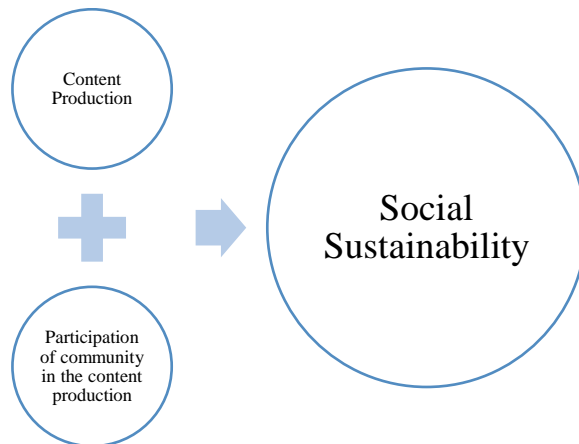 Content
Production
Participation
of community
in the content
production
Social
Sustainability